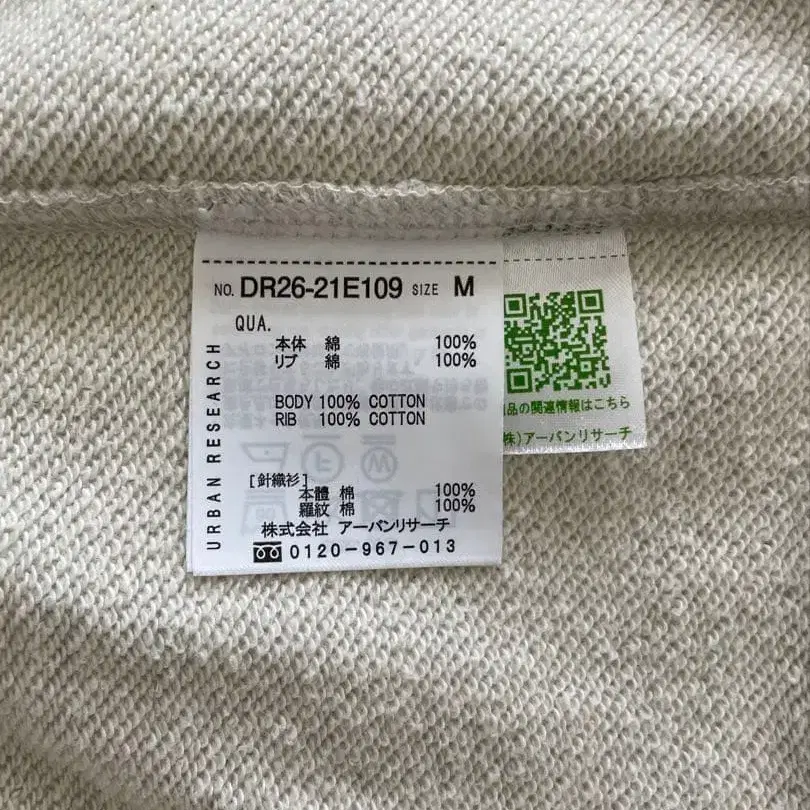 NO. DR26-21E109 SIZE M
QUA.
本体 綿 100%
リブ 綿 100%
BODY 100% COTTON
RIB 100% COTTON
[針織衫]
本體 棉 100%
羅紋 棉 100%
株式会社 アーバンリサーチ
0120-967-013
URBAN RESEARCH
品の関連情報はこちら
株)アーバンリサーチ